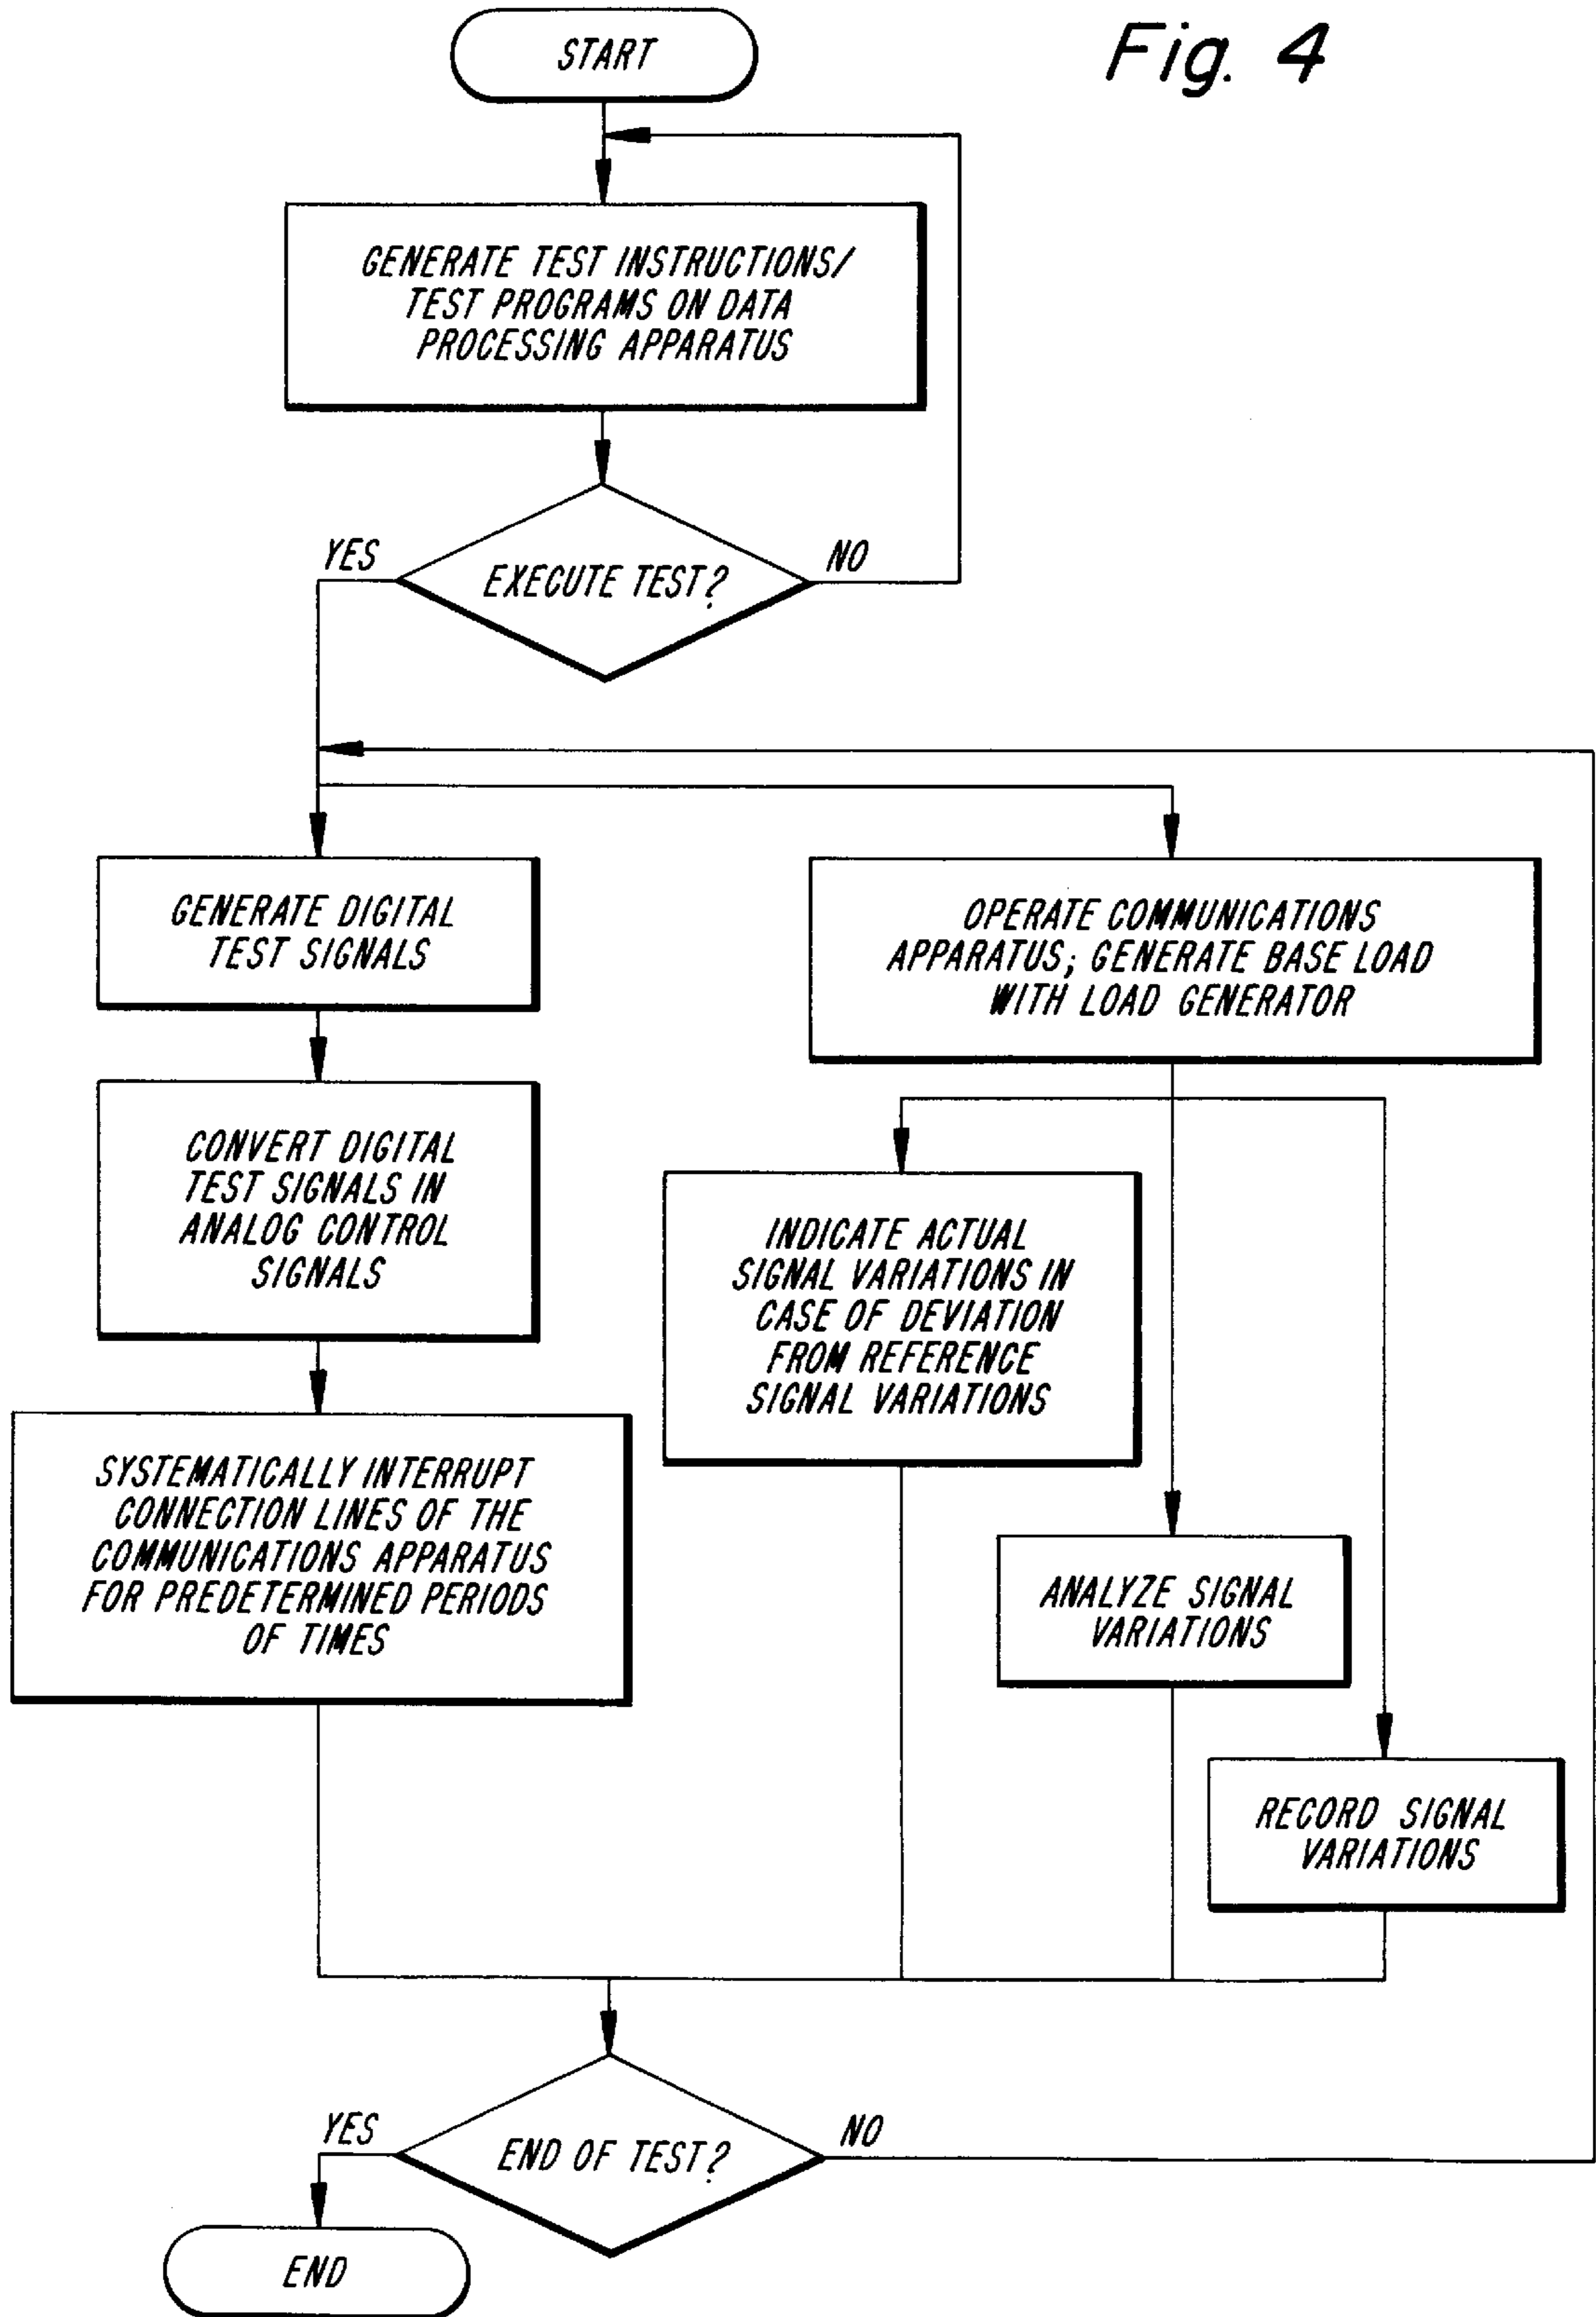 Fig. 4
START
GENERATE TEST INSTRUCTIONS/
TEST PROGRAMS ON DATA
PROCESSING APPARATUS
YES
NO
EXECUTE TEST?
GENERATE DIGITAL
TEST SIGNALS
OPERATE COMMUNICATIONS
APPARATUS; GENERATE BASE LOAD
WITH LOAD GENERATOR
CONVERT DIGITAL
TEST SIGNALS IN
ANALOG CONTROL
SIGNALS
INDICATE ACTUAL
SIGNAL VARIATIONS IN
CASE OF DEVIATION
FROM REFERENCE
SIGNAL VARIATIONS
SYSTEMATICALLY INTERRUPT
CONNECTION LINES OF THE
COMMUNICATIONS APPARATUS
FOR PREDETERMINED PERIODS
OF TIMES
ANALYZE SIGNAL
VARIATIONS
RECORD SIGNAL
VARIATIONS
YES
NO
END OF TEST?
END